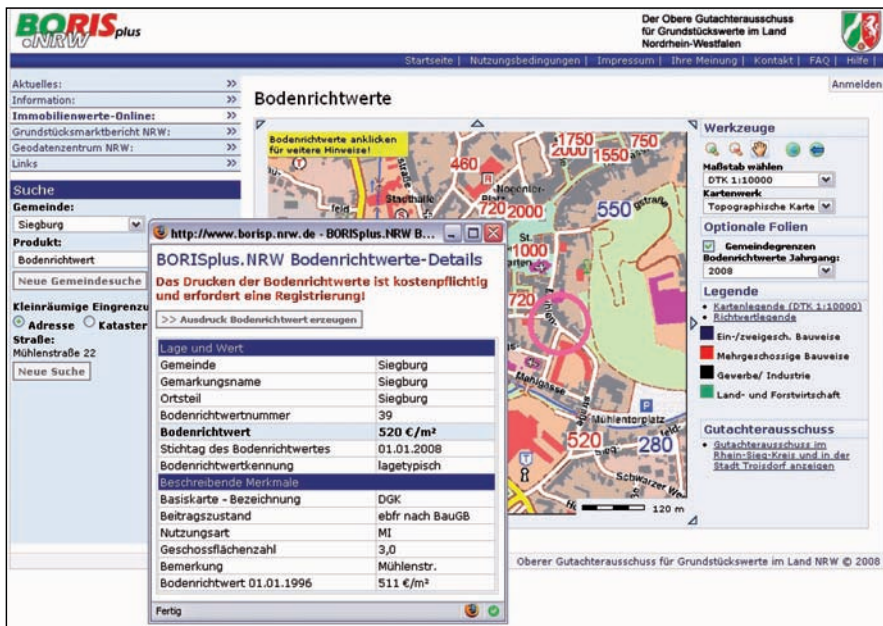 BORISplus
.NRW
Der Obere Gutachterausschuss
für Grundstückswerte im Land
Nordrhein-Westfalen
Startseite | Nutzungsbedingungen | Impressum | Ihre Meinung | Kontakt | FAQ | Hilfe |
Aktuelles: >>
Information: >>
Immobilienwerte-Online: >>
Grundstücksmarktbericht NRW: >>
Geodatenzentrum NRW: >>
Links >>
Suche
Gemeinde:
Siegburg
Produkt:
Bodenrichtwert
Neue Gemeindesuche
Kleinräumige Eingrenzu
Adresse Kataster
Straße:
Mühlenstraße 22
Neue Suche
Anmelden
Bodenrichtwerte
Bodenrichtwerte anklicken
für weitere Hinweise!
1750
750
2000
1550
460
Stadthalle
720
2000
550
St.
1000
720
Mühlen-
Mühlentorplatz
P
520
280
Schwarzer
120 m
Werkzeuge
Maßstab wählen
DTK 1:10000
Kartenwerk
Topographische Karte
Optionale Folien
Gemeindegrenzen
Bodenrichtwerte Jahrgang:
2008
Legende
Kartenlegende (DTK 1:10000)
Richtwertlegende
Ein-/zweigesch. Bauweise
Mehrgeschossige Bauweise
Gewerbe/ Industrie
Land- und Forstwirtschaft
Gutachterausschuss
Gutachterausschuss im
Rhein-Sieg-Kreis und in der
Stadt Troisdorf anzeigen
http://www.borisp.nrw.de - BORISplus.NRW B...
BORISplus.NRW Bodenrichtwerte-Details
Das Drucken der Bodenrichtwerte ist kostenpflichtig
und erfordert eine Registrierung!
>> Ausdruck Bodenrichtwert erzeugen
Lage und Wert
Gemeinde Siegburg
Gemarkungsname Siegburg
Ortsteil Siegburg
Bodenrichtwertnummer 39
Bodenrichtwert 520 €/m²
Stichtag des Bodenrichtwertes 01.01.2008
Bodenrichtwertkennung lagetypisch
Beschreibende Merkmale
Basiskarte - Bezeichnung DGK
Beitragszustand ebfr nach BauGB
Nutzungsart MI
Geschossflächenzahl 3,0
Bemerkung Mühlenstr.
Bodenrichtwert 01.01.1996 511 €/m²
Fertig
Oberer Gutachterausschuss für Grundstückswerte im Land NRW © 2008